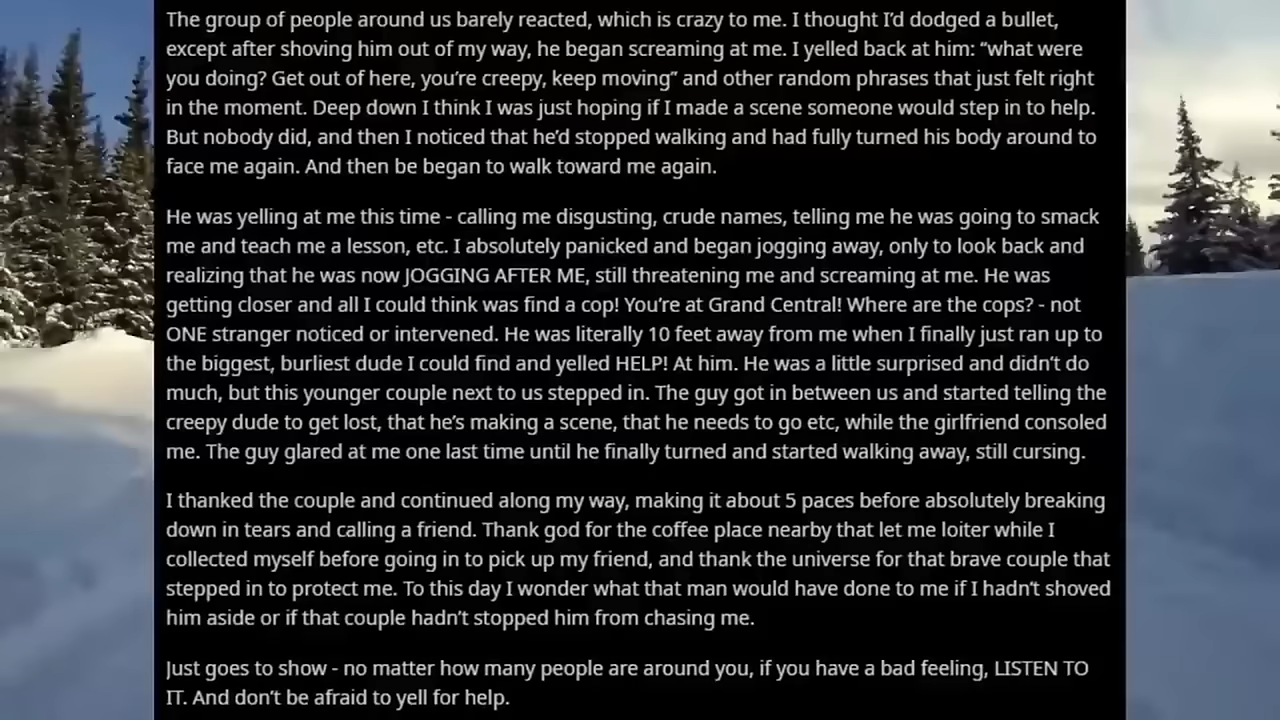 The group of people around us barely reacted, which is crazy to me. I thought I’d dodged a bullet,
except after shoving him out of my way, he began screaming at me. I yelled back at him: “what were
you doing? Get out of here, you’re creepy, keep moving” and other random phrases that just felt right
in the moment. Deep down I think I was just hoping if I made a scene someone would step in to help.
But nobody did, and then I noticed that he’d stopped walking and had fully turned his body around to
face me again. And then be began to walk toward me again.
He was yelling at me this time - calling me disgusting, crude names, telling me he was going to smack
me and teach me a lesson, etc. I absolutely panicked and began jogging away, only to look back and
realizing that he was now JOGGING AFTER ME, still threatening me and screaming at me. He was
getting closer and all I could think was find a cop! You’re at Grand Central! Where are the cops? - not
ONE stranger noticed or intervened. He was literally 10 feet away from me when I finally just ran up to
the biggest, burliest dude I could find and yelled HELP! At him. He was a little surprised and didn’t do
much, but this younger couple next to us stepped in. The guy got in between us and started telling the
creepy dude to get lost, that he’s making a scene, that he needs to go etc, while the girlfriend consoled
me. The guy glared at me one last time until he finally turned and started walking away, still cursing.
I thanked the couple and continued along my way, making it about 5 paces before absolutely breaking
down in tears and calling a friend. Thank god for the coffee place nearby that let me loiter while I
collected myself before going in to pick up my friend, and thank the universe for that brave couple that
stepped in to protect me. To this day I wonder what that man would have done to me if I hadn’t shoved
him aside or if that couple hadn’t stopped him from chasing me.
Just goes to show - no matter how many people are around you, if you have a bad feeling, LISTEN TO
IT. And don’t be afraid to yell for help.